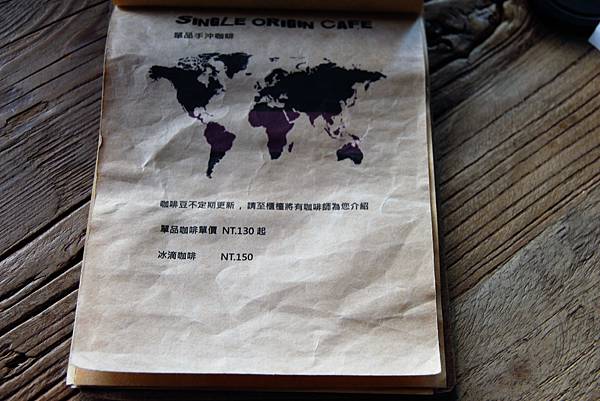 SINGLE ORIGIN CAFE
單品手沖咖啡
咖啡豆不定期更新，請至櫃檯將有咖啡師為您介紹
單品咖啡單價 NT.130 起
冰滴咖啡 NT.150